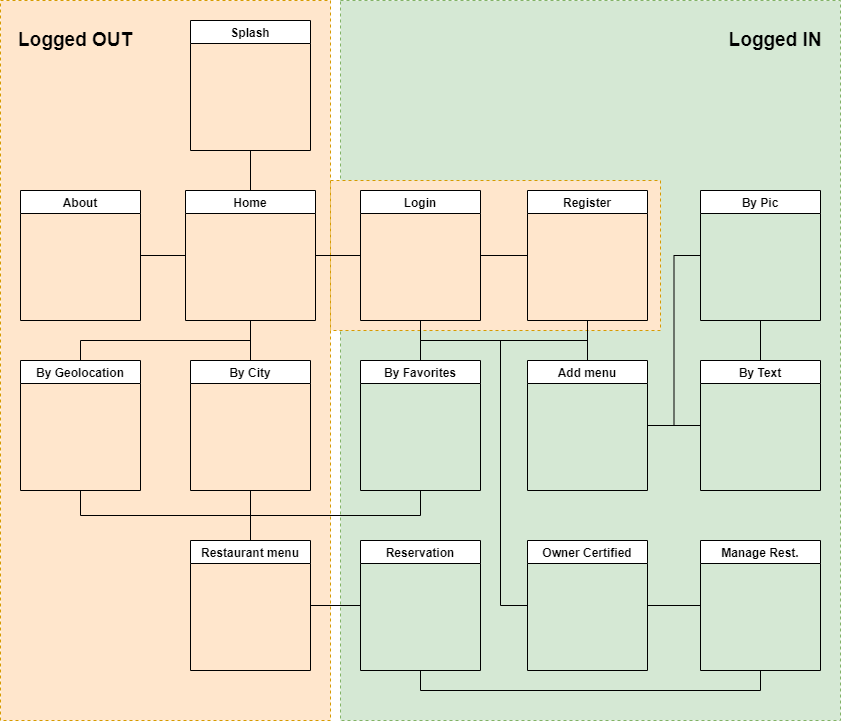 Logged OUT
Splash
Logged IN
About
Home
Login
Register
By Pic
By Geolocation
By City
By Favorites
Add menu
By Text
Restaurant menu
Reservation
Owner Certified
Manage Rest.